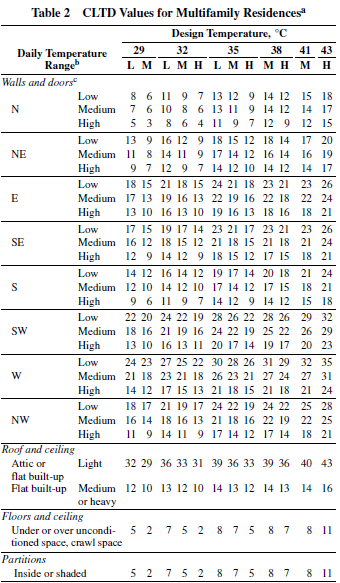 Table 2 CLTD Values for Multifamily Residencesa
Design Temperature, °C
Daily Temperature 29 32 35 38 41 43
Rangeb L M L M H L M H M H M H
Walls and doorsc
Low 8 6 11 9 7 13 12 9 14 12 15 18
N Medium 7 6 10 8 6 13 11 9 14 12 14 17
High 5 3 8 6 4 11 9 7 12 9 12 15
Low 13 9 16 12 9 18 15 12 18 14 17 20
NE Medium 11 8 14 11 9 17 14 12 16 14 16 19
High 9 7 12 9 7 14 12 10 14 12 14 17
Low 18 15 21 18 15 24 21 18 23 21 23 26
E Medium 17 13 19 16 13 22 19 16 22 18 22 24
High 13 10 16 13 10 19 16 13 18 16 18 21
Low 17 15 19 17 14 23 21 17 23 21 23 26
SE Medium 16 12 18 15 12 21 18 15 21 18 21 24
High 12 9 14 12 9 18 15 12 17 15 18 21
Low 14 12 16 14 12 19 17 14 20 18 21 24
S Medium 12 10 14 12 10 17 14 12 17 15 18 21
High 9 6 11 9 7 14 12 9 14 12 15 18
Low 22 20 24 22 19 28 26 22 28 26 29 32
SW Medium 18 16 21 19 16 24 22 19 25 22 26 29
High 13 10 16 13 11 20 17 14 19 17 20 23
Low 24 23 27 25 22 30 28 26 31 29 32 35
W Medium 21 18 23 21 18 26 23 21 27 24 27 31
High 14 12 17 15 13 21 18 15 21 18 21 24
Low 18 17 21 19 17 24 22 19 24 22 25 28
NW Medium 16 14 18 16 13 21 18 16 22 19 22 25
High 11 9 14 11 9 17 14 12 17 14 18 21
Roof and ceiling
Attic or Light 32 29 36 33 31 39 36 33 39 36 40 43
flat built-up
Flat built-up Medium 12 10 13 12 10 14 13 12 14 13 14 16
or heavy
Floors and ceiling
Under or over uncondi- 5 2 7 5 2 8 7 5 8 7 8 11
tioned space, crawl space
Partitions
Inside or shaded 5 2 7 5 2 8 7 5 8 7 8 11